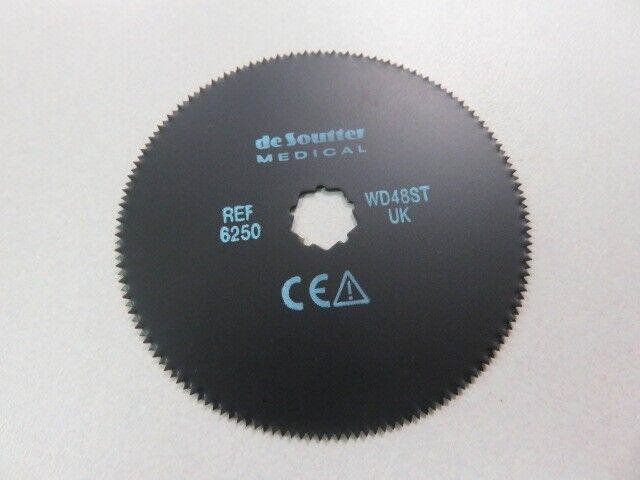 de Soutter
MEDICAL
REF
6250
WD48ST
UK
CE